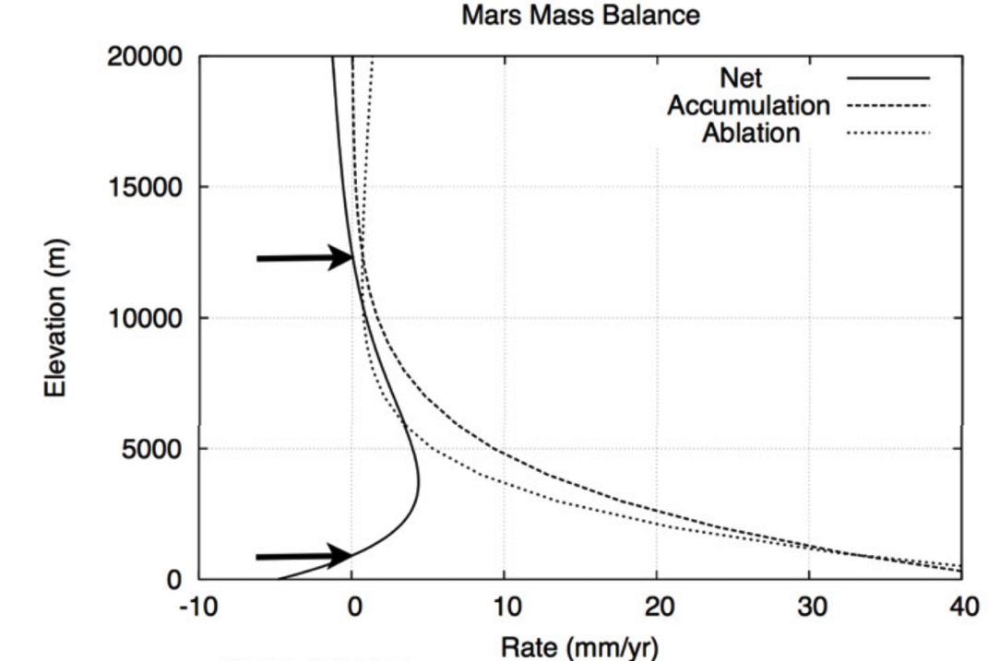 Mars Mass Balance
20000
15000
10000
5000
0
Elevation (m)
Net
Accumulation
Ablation
-10 0 10 20 30 40
Rate (mm/yr)